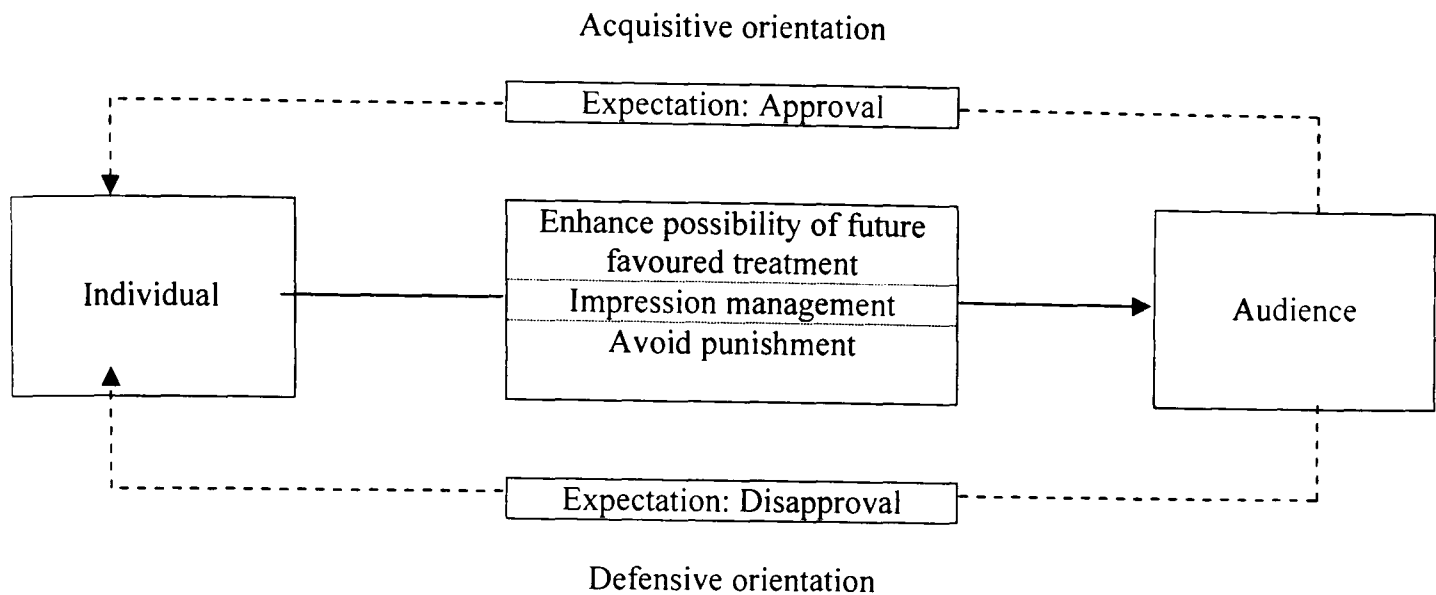 Acquisitive orientation
Expectation: Approval
Individual
Enhance possibility of future
favoured treatment
Impression management
Avoid punishment
Audience
Expectation: Disapproval
Defensive orientation